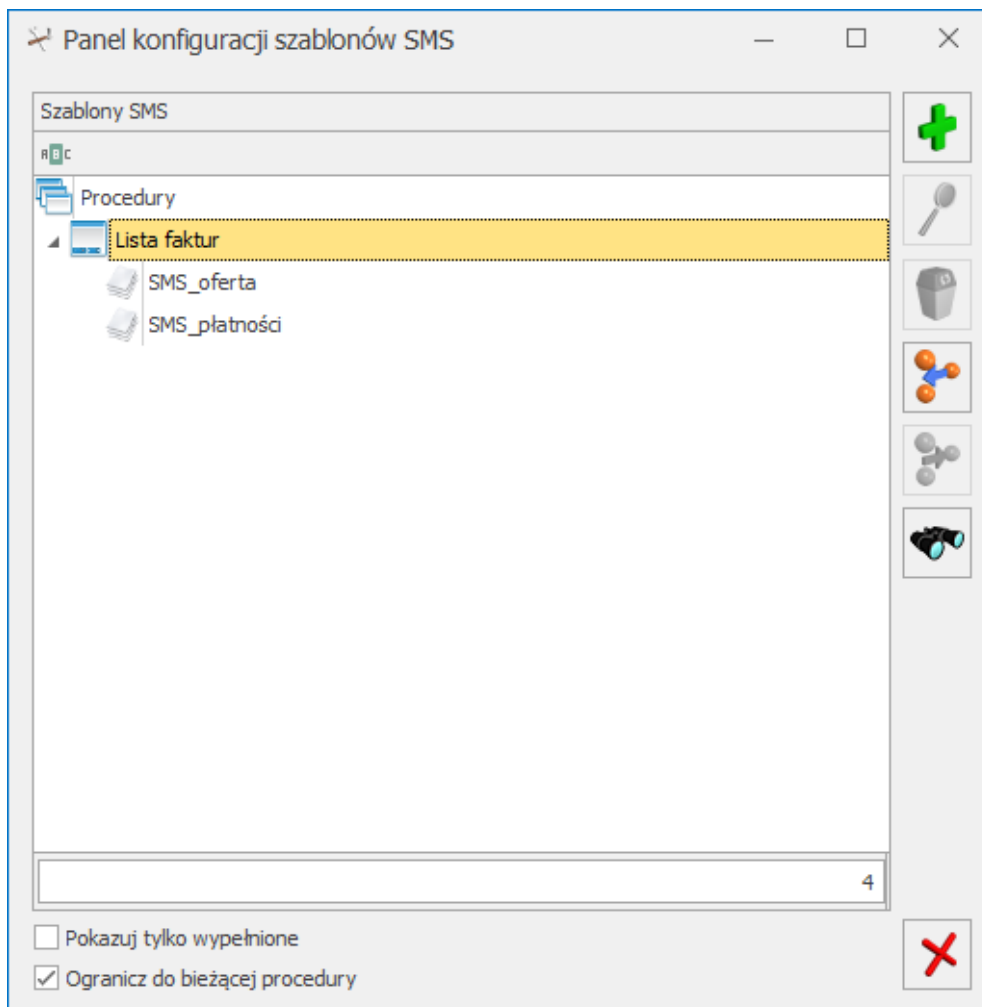 Panel konfiguracji szablonów SMS
Szablony SMS
ABC
Procedury
Lista faktur
SMS_oferta
SMS_płatności
4
Pokazuj tylko wypełnione
Ogranicz do bieżącej procedury